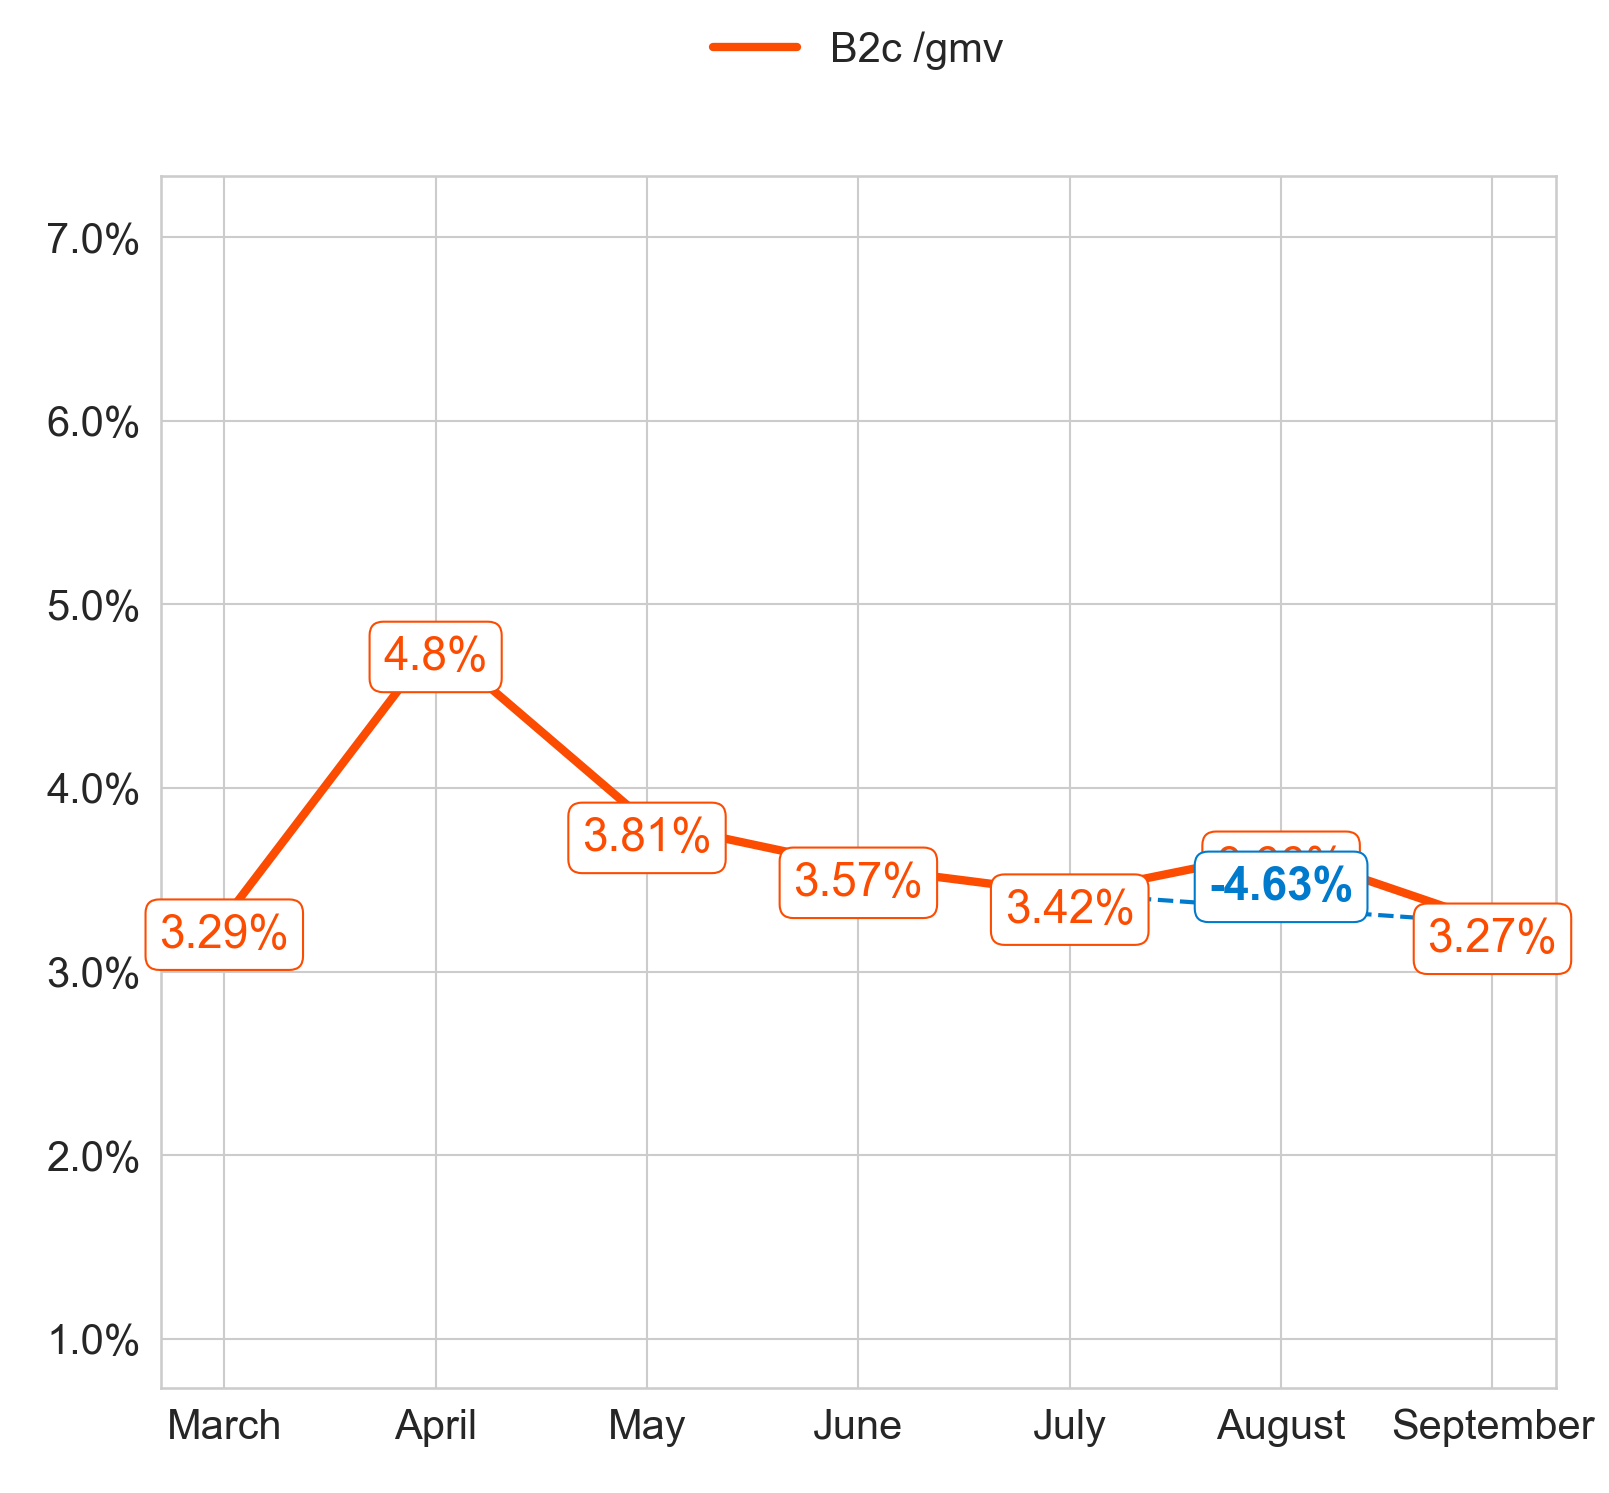 B2c /gmv
7.0%
6.0%
5.0%
4.0%
3.0%
2.0%
1.0%
3.29%
4.8%
3.81%
3.57%
3.42%
-4.63%
3.27%
March
April
May
June
July
August
September